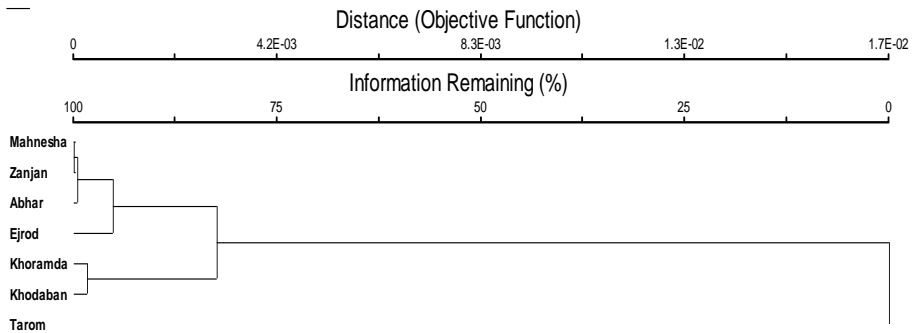 Distance (Objective Function)
0 4.2E-03 8.3E-03 1.3E-02 1.7E-02
Information Remaining (%)
100 75 50 25 0
Mahnesha
Zanjan
Abhar
Ejrod
Khoramda
Khodaban
Tarom